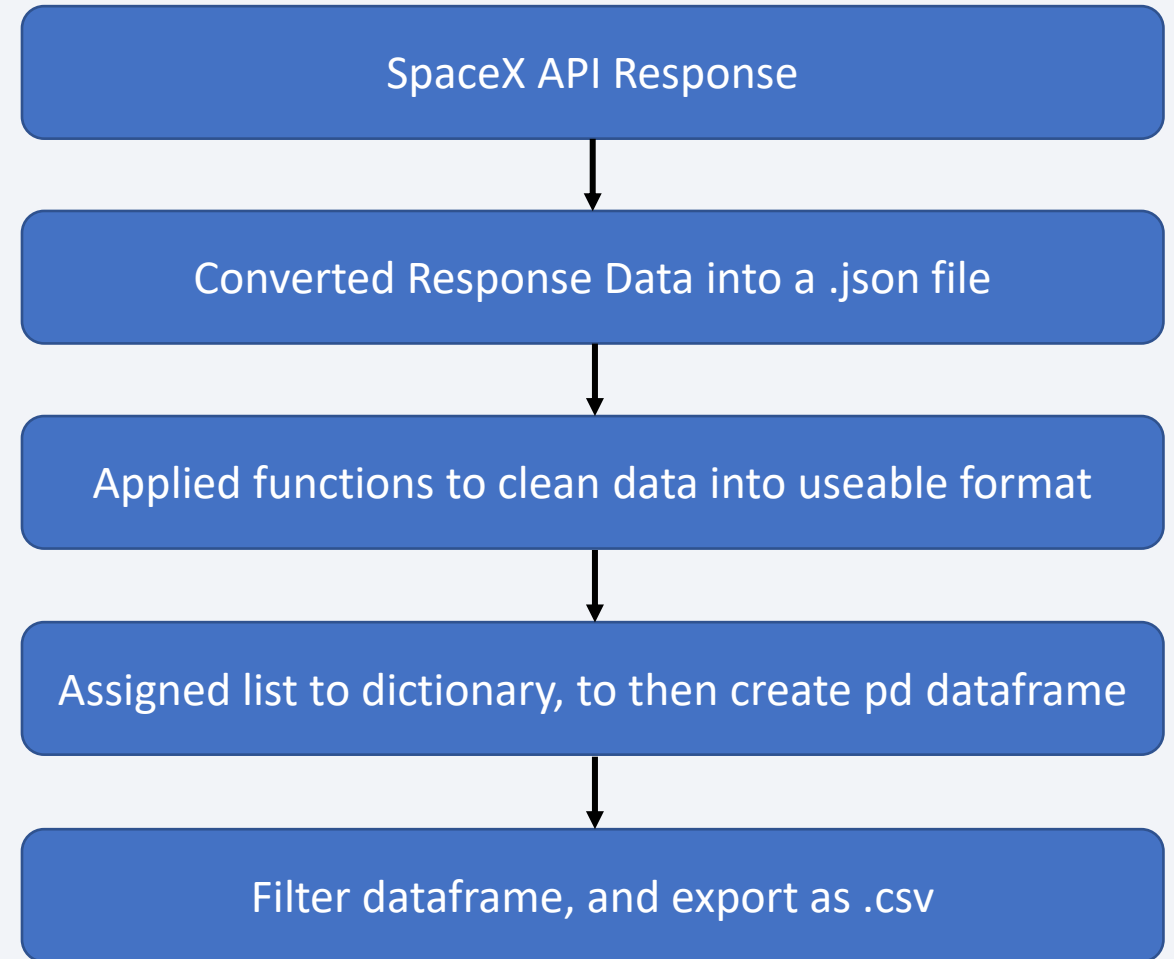 SpaceX API Response
Converted Response Data into a .json file
Applied functions to clean data into useable format
Assigned list to dictionary, to then create pd dataframe
Filter dataframe, and export as .csv